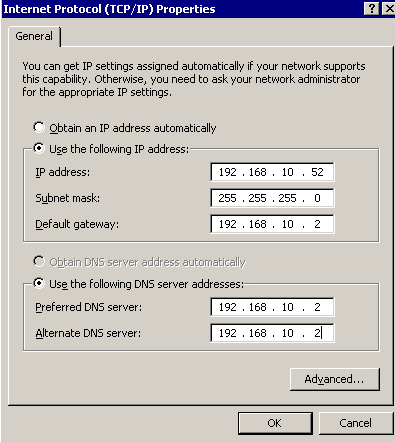 Internet Protocol (TCP/IP) Properties
General
You can get IP settings assigned automatically if your network supports
this capability. Otherwise, you need to ask your network administrator
for the appropriate IP settings.
Obtain an IP address automatically
Use the following IP address:
IP address: 192 . 168 . 10 . 52
Subnet mask: 255 . 255 . 255 . 0
Default gateway: 192 . 168 . 10 . 2
Obtain DNS server address automatically
Use the following DNS server addresses:
Preferred DNS server: 192 . 168 . 10 . 2
Alternate DNS server: 192 . 168 . 10 . 2
Advanced...
OK Cancel